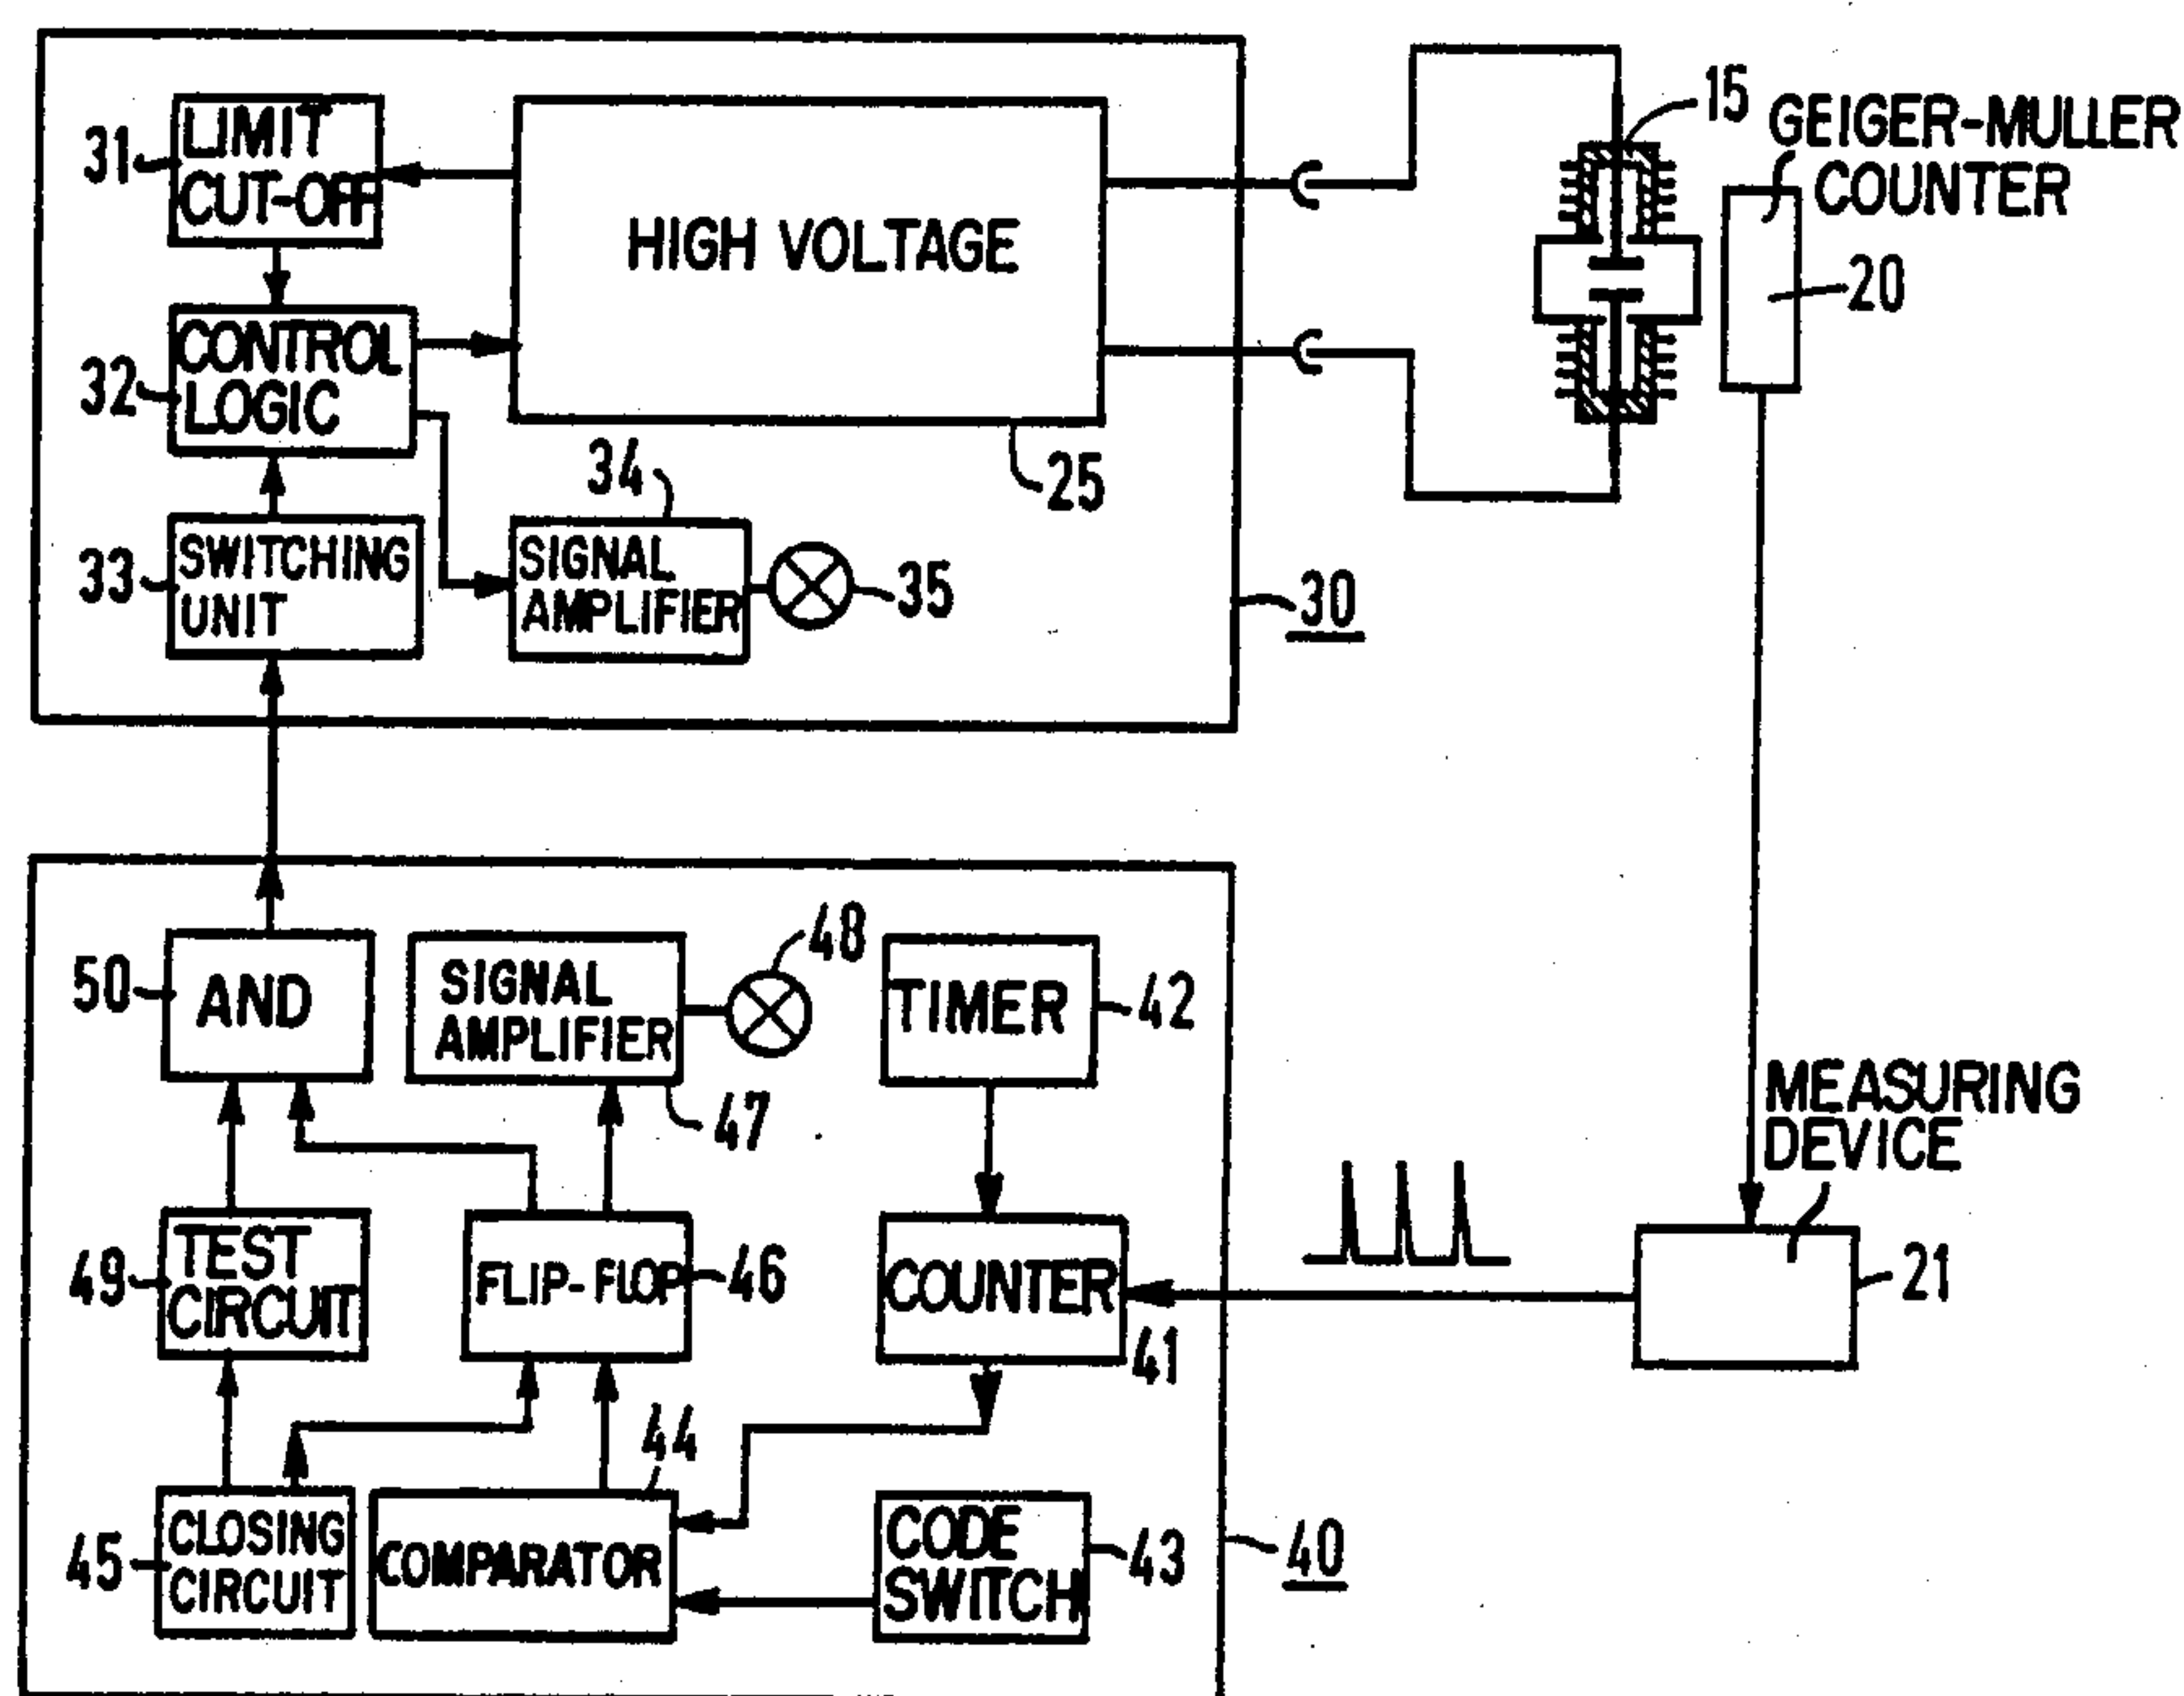 LIMIT
CUT-OFF
31
HIGH VOLTAGE
15
GEIGER-MULLER
COUNTER
20
CONTROL
LOGIC
32
25
34
SWITCHING
UNIT
33
SIGNAL
AMPLIFIER
35
30
50
AND
SIGNAL
AMPLIFIER
48
47
TIMER
42
MEASURING
DEVICE
21
49
TEST
CIRCUIT
FLIP-FLOP
46
COUNTER
41
44
45
CLOSING
CIRCUIT
COMPARATOR
CODE
SWITCH
43
40